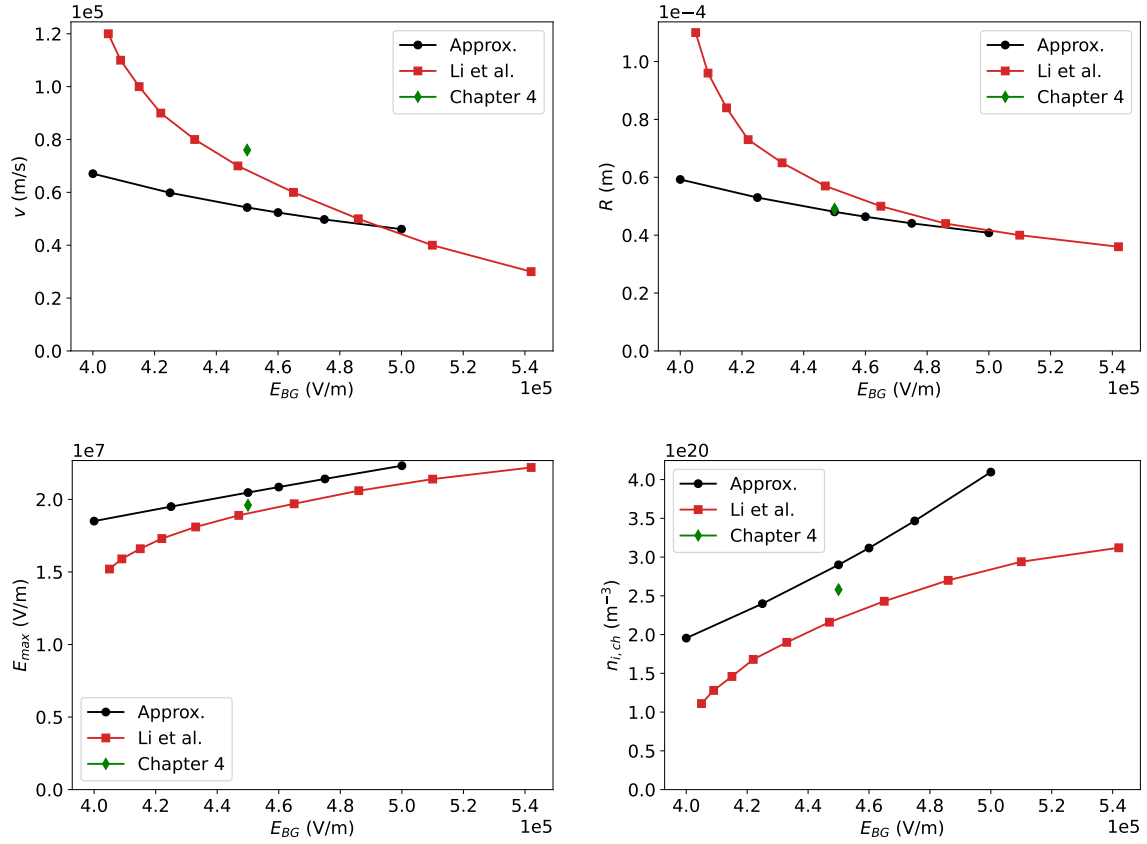 1e5
1.2
1.0
0.8
0.6
0.4
0.2
0.0
v (m/s)
Approx.
Li et al.
Chapter 4
4.0 4.2 4.4 4.6 4.8 5.0 5.2 5.4
E_BG (V/m)
1e5
1e−4
1.0
0.8
0.6
0.4
0.2
0.0
R (m)
Approx.
Li et al.
Chapter 4
4.0 4.2 4.4 4.6 4.8 5.0 5.2 5.4
E_BG (V/m)
1e5
1e7
2.0
1.5
1.0
0.5
0.0
E_max (V/m)
Approx.
Li et al.
Chapter 4
4.0 4.2 4.4 4.6 4.8 5.0 5.2 5.4
E_BG (V/m)
1e5
1e20
4.0
3.5
3.0
2.5
2.0
1.5
1.0
0.5
0.0
n_i,ch (m⁻³)
Approx.
Li et al.
Chapter 4
4.0 4.2 4.4 4.6 4.8 5.0 5.2 5.4
E_BG (V/m)
1e5